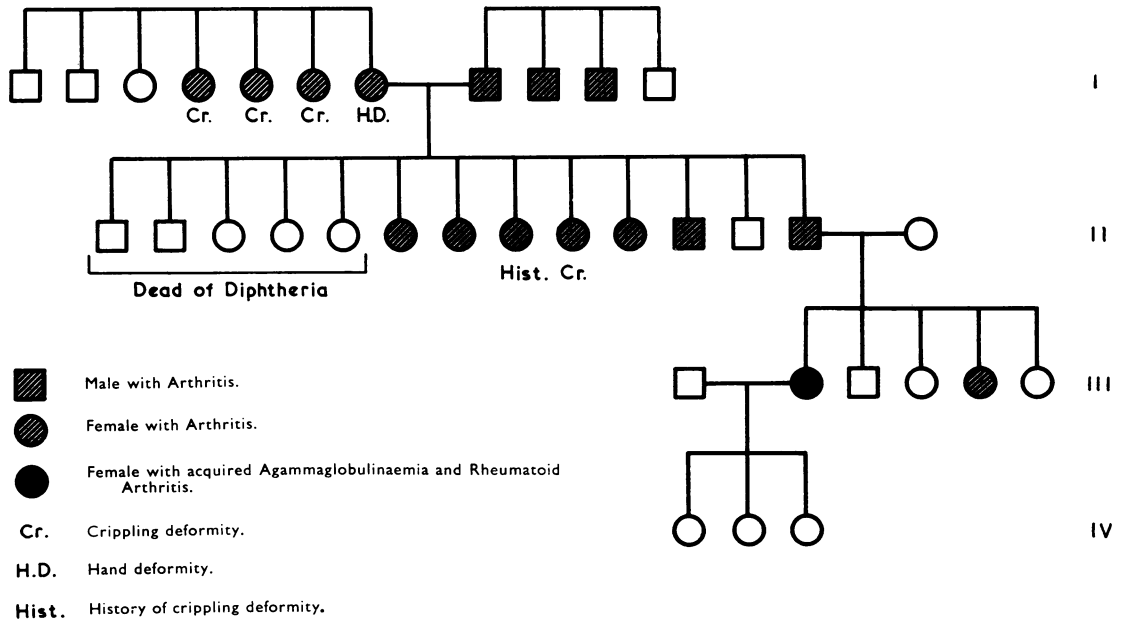 I
Cr. Cr. Cr. H.D.
II
Hist. Cr.
Dead of Diphtheria
III
Male with Arthritis.
Female with Arthritis.
Female with acquired Agammaglobulinaemia and Rheumatoid
Arthritis.
Cr. Crippling deformity.
IV
H.D. Hand deformity.
Hist. History of crippling deformity.